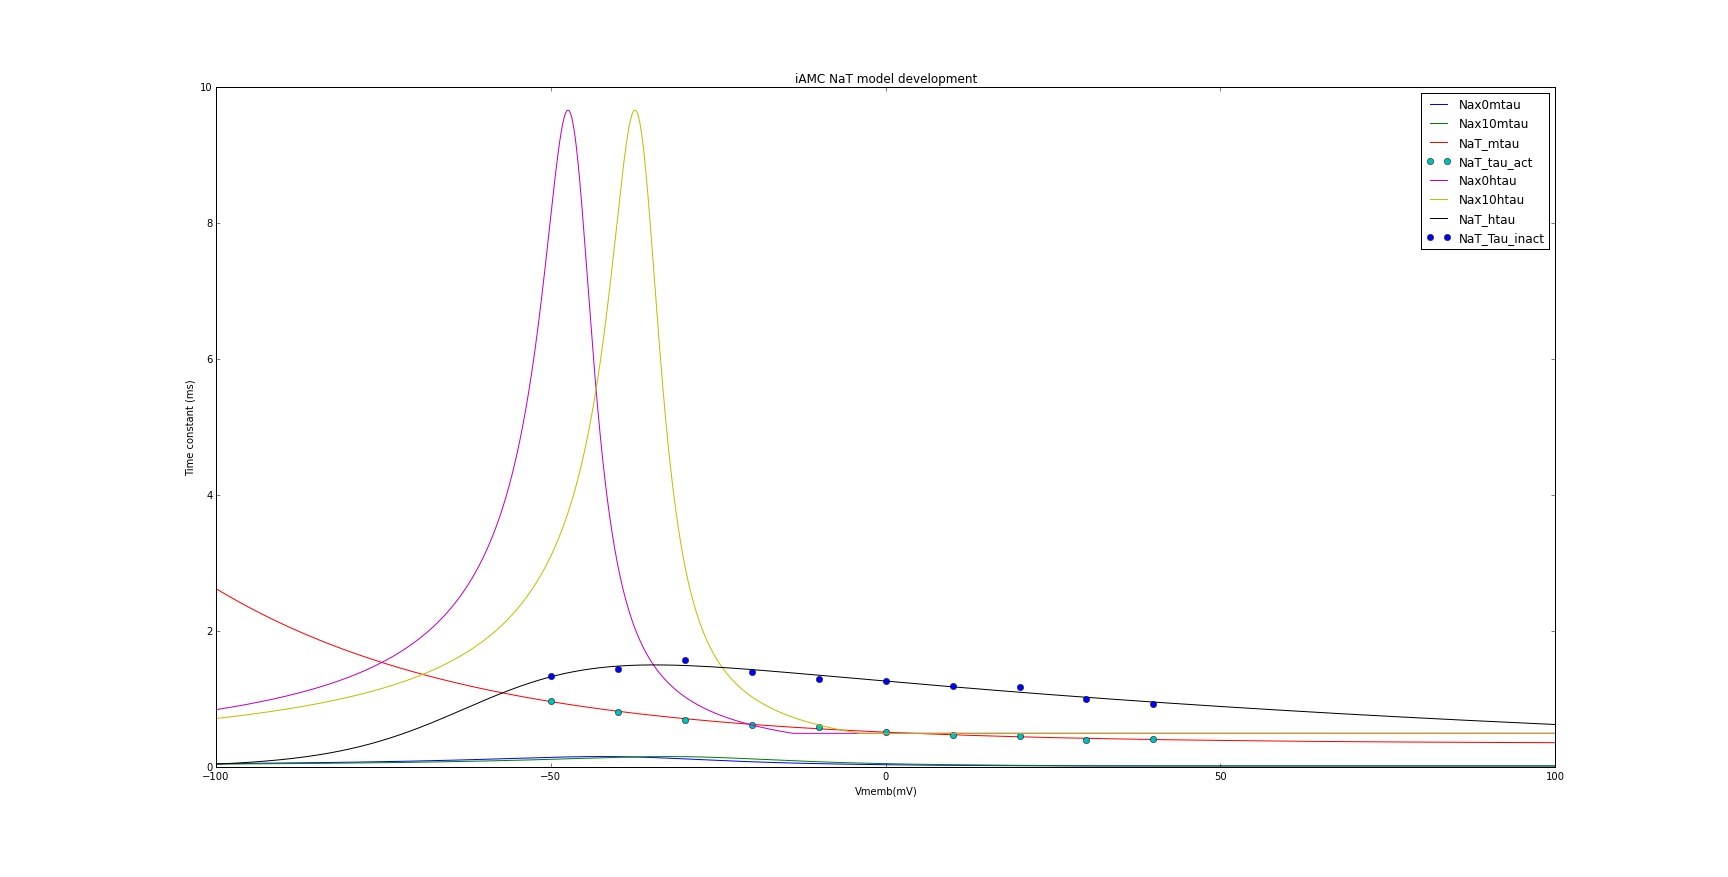 iAMC NaT model development
10
8
6
4
2
0
Time constant (ms)
Nax0mtau
Nax10mtau
NaT_mtau
NaT_tau_act
Nax0htau
Nax10htau
NaT_htau
NaT_Tau_inact
−100
−50
0
50
100
Vmemb(mV)